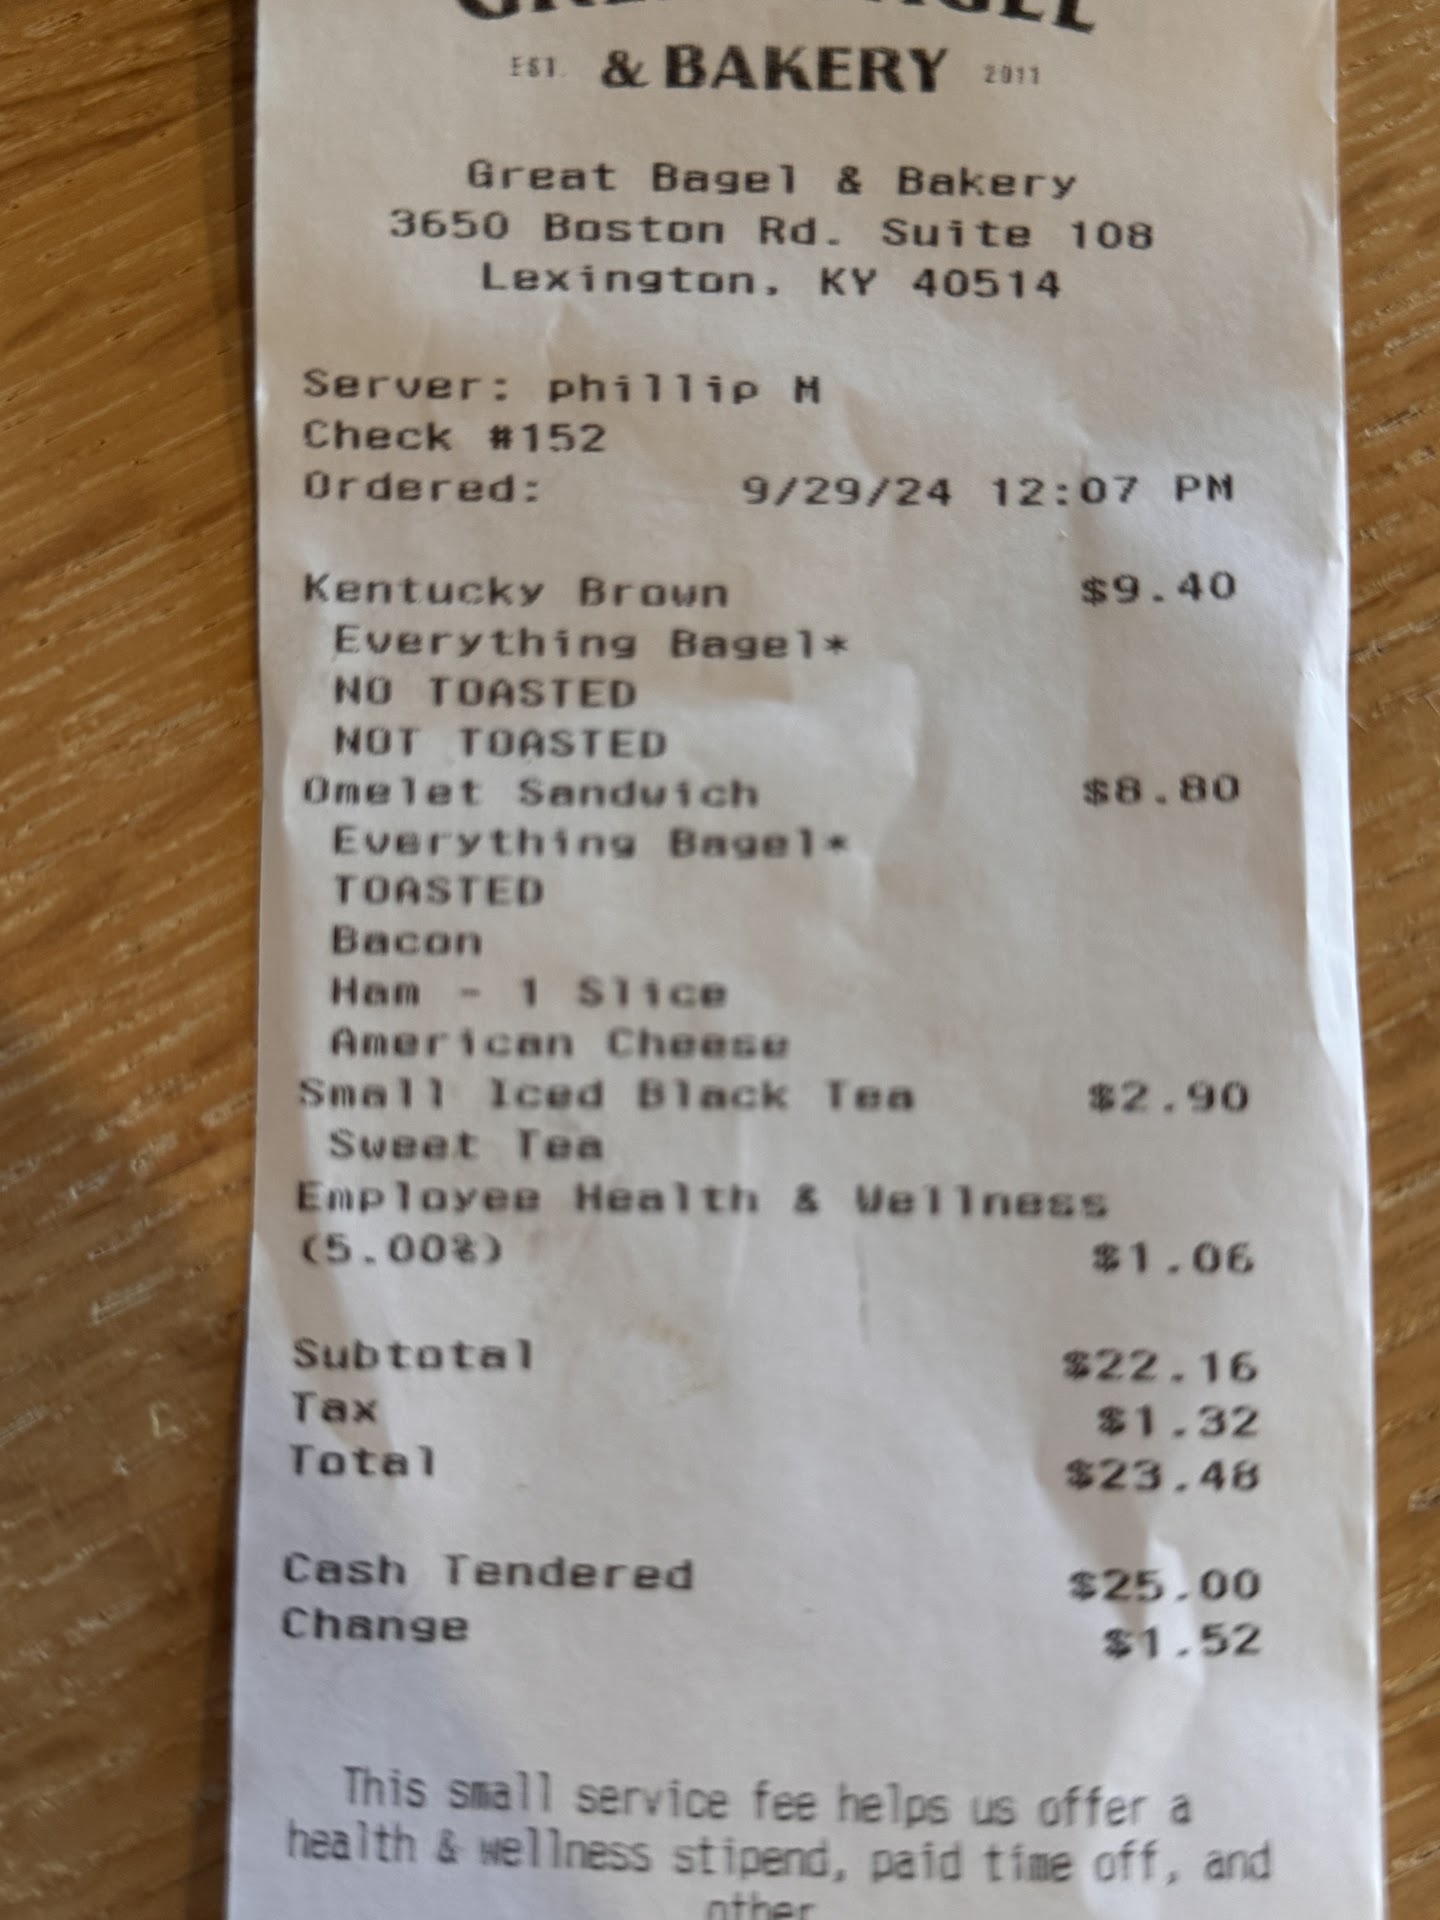 & BAKERY
EST. 2011
Great Bagel & Bakery
3650 Boston Rd. Suite 108
Lexington, KY 40514
Server: phillip M
Check #152
Ordered: 9/29/24 12:07 PM
Kentucky Brown $9.40
Everything Bagel*
NO TOASTED
NOT TOASTED
Omelet Sandwich $8.80
Everything Bagel*
TOASTED
Bacon
Ham - 1 Slice
American Cheese
Small Iced Black Tea $2.90
Sweet Tea
Employee Health & Wellness
(5.00%) $1.06
Subtotal $22.16
Tax $1.32
Total $23.48
Cash Tendered $25.00
Change $1.52
This small service fee helps us offer a
health & wellness stipend, paid time off, and
other